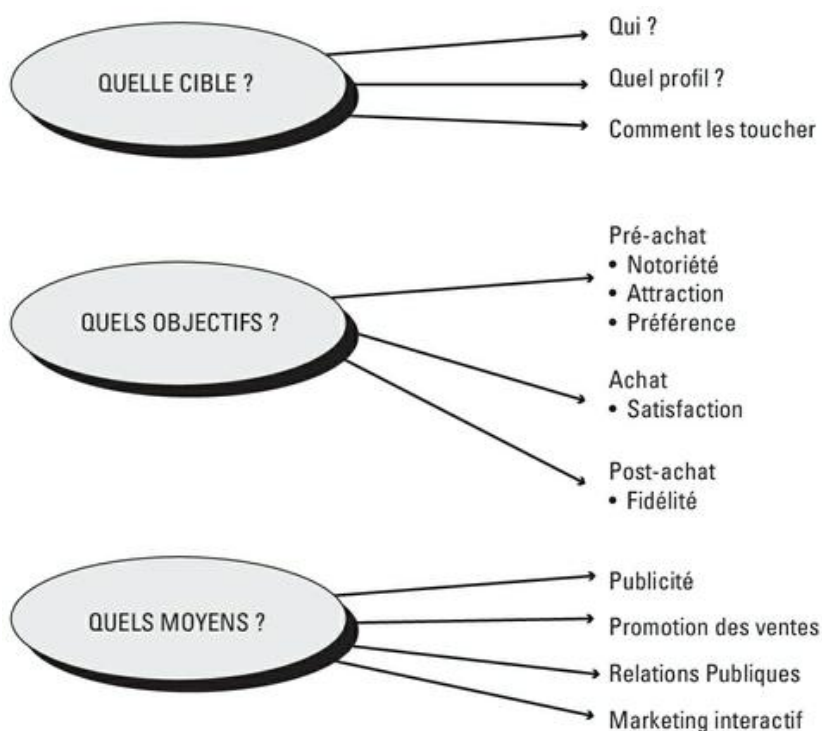 QUELLE CIBLE ?
Qui ?
Quel profil ?
Comment les toucher
QUELS OBJECTIFS ?
Pré-achat
• Notoriété
• Attraction
• Préférence
Achat
• Satisfaction
Post-achat
• Fidélité
QUELS MOYENS ?
Publicité
Promotion des ventes
Relations Publiques
Marketing interactif